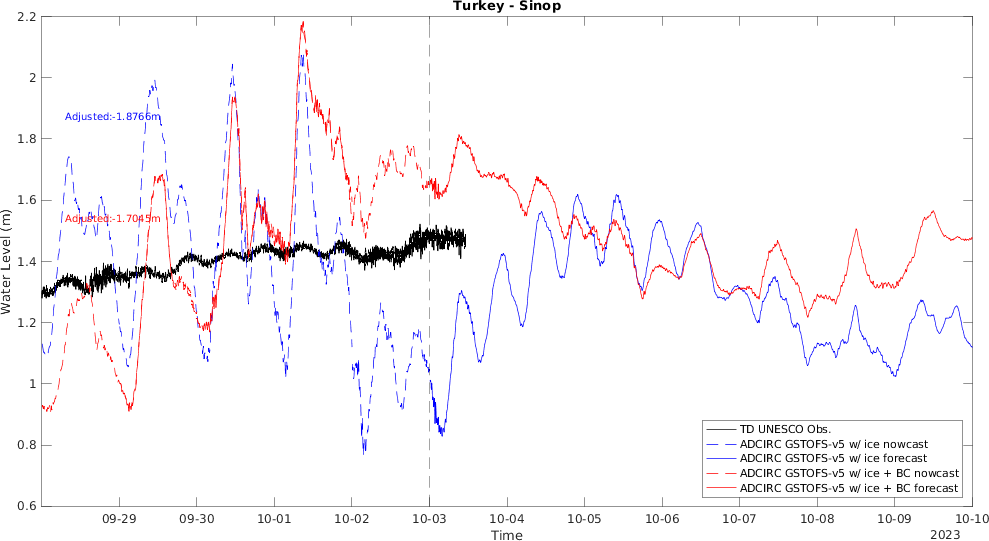 Turkey - Sinop
Water Level (m)
2.2
2
1.8
1.6
1.4
1.2
1
0.8
0.6
Adjusted:-1.8766m
Adjusted:-1.7045m
TD UNESCO Obs.
ADCIRC GSTOFS-v5 w/ ice nowcast
ADCIRC GSTOFS-v5 w/ ice forecast
ADCIRC GSTOFS-v5 w/ ice + BC nowcast
ADCIRC GSTOFS-v5 w/ ice + BC forecast
09-29 09-30 10-01 10-02 10-03 10-04 10-05 10-06 10-07 10-08 10-09 10-10
Time
2023